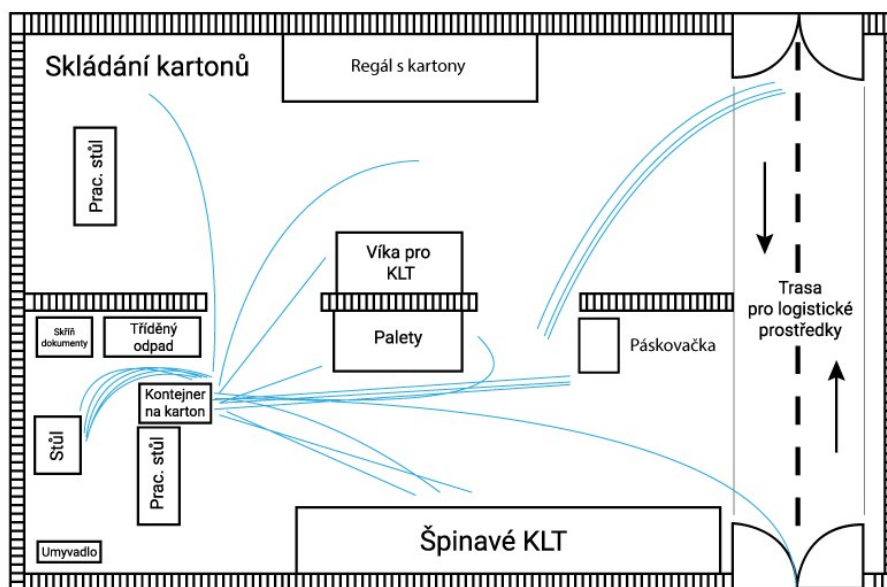 Skládání kartonů
Regál s kartony
Prac. stůl
Víka pro
KLT
Trasa
pro logistické
prostředky
Skříň
dokumenty
Tříděný
odpad
Palety
Páskovačka
Kontejner
na karton
Stůl
Prac. stůl
Špinavé KLT
Umyvadlo